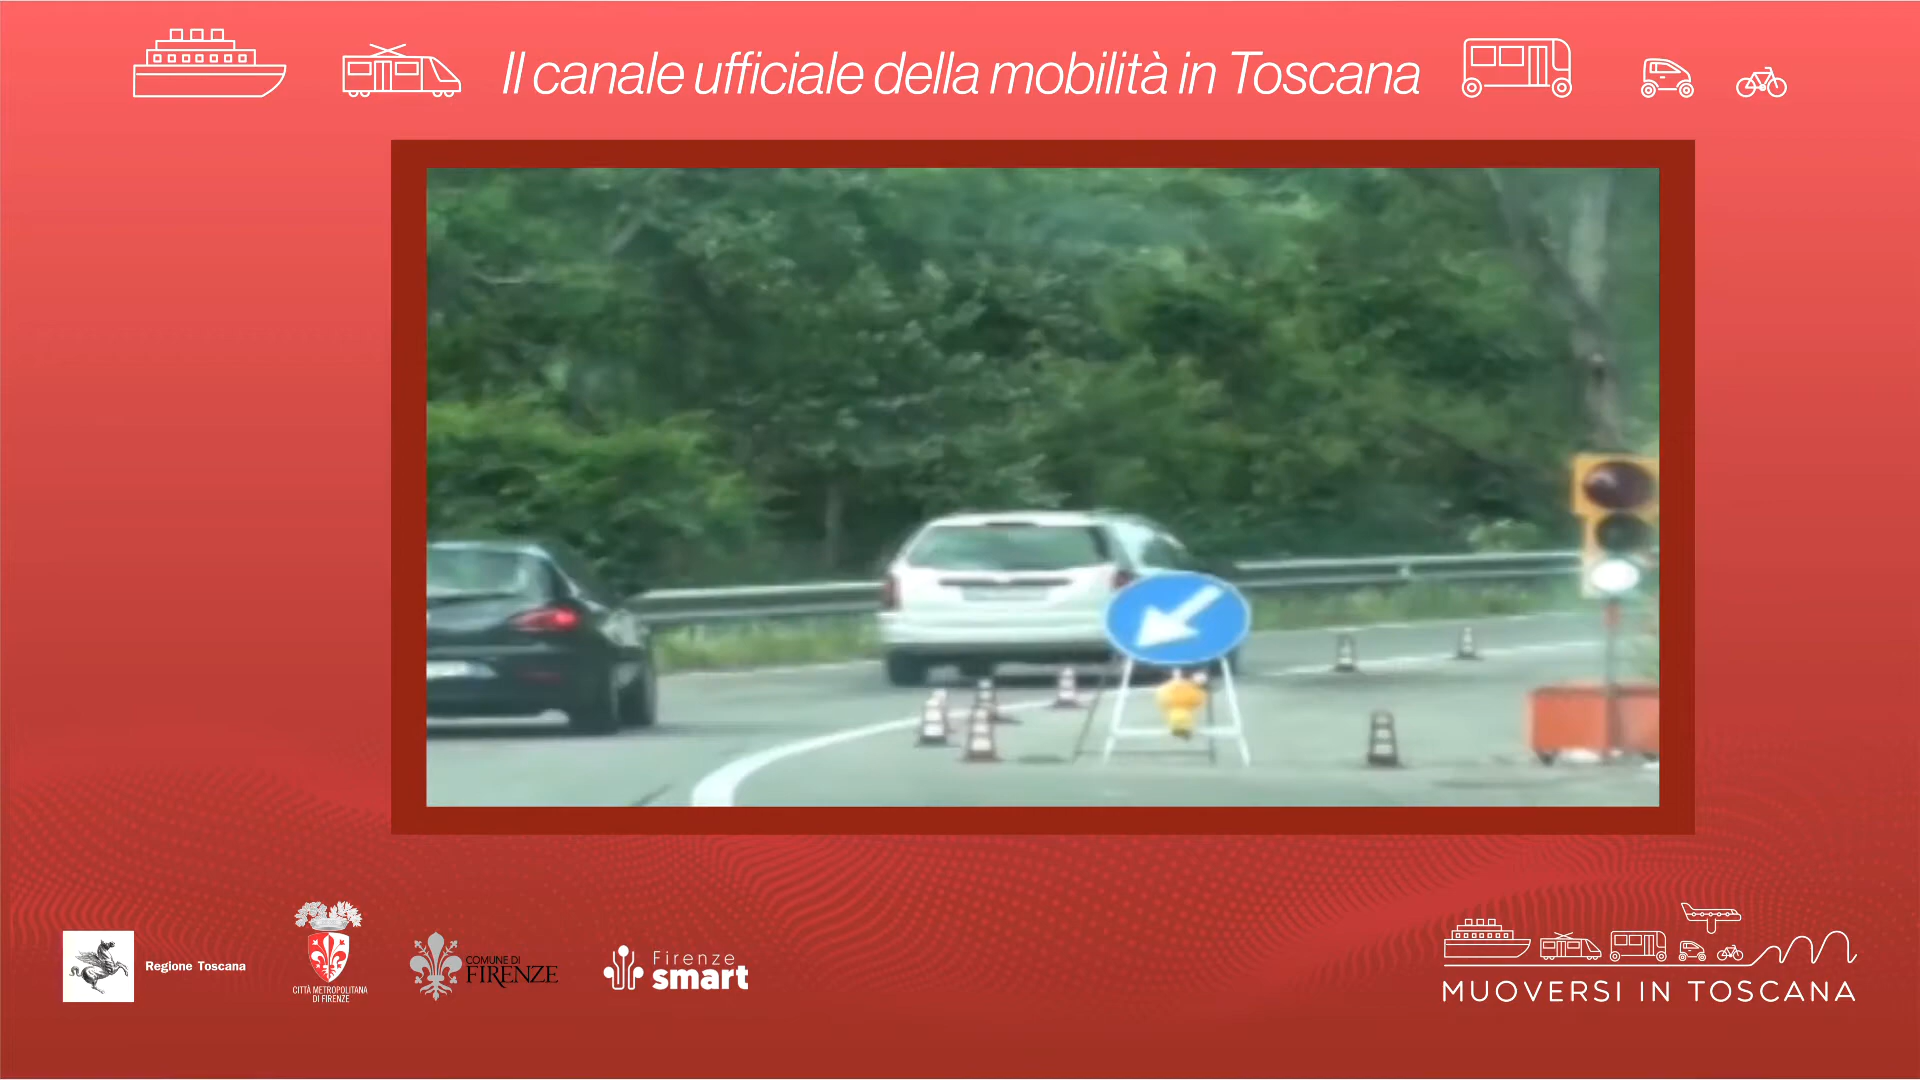 Il canale ufficiale della mobilità in Toscana
Regione Toscana
CITTÀ METROPOLITANA
DI FIRENZE
COMUNE DI
FIRENZE
Firenze
smart
MUOVERSI IN TOSCANA